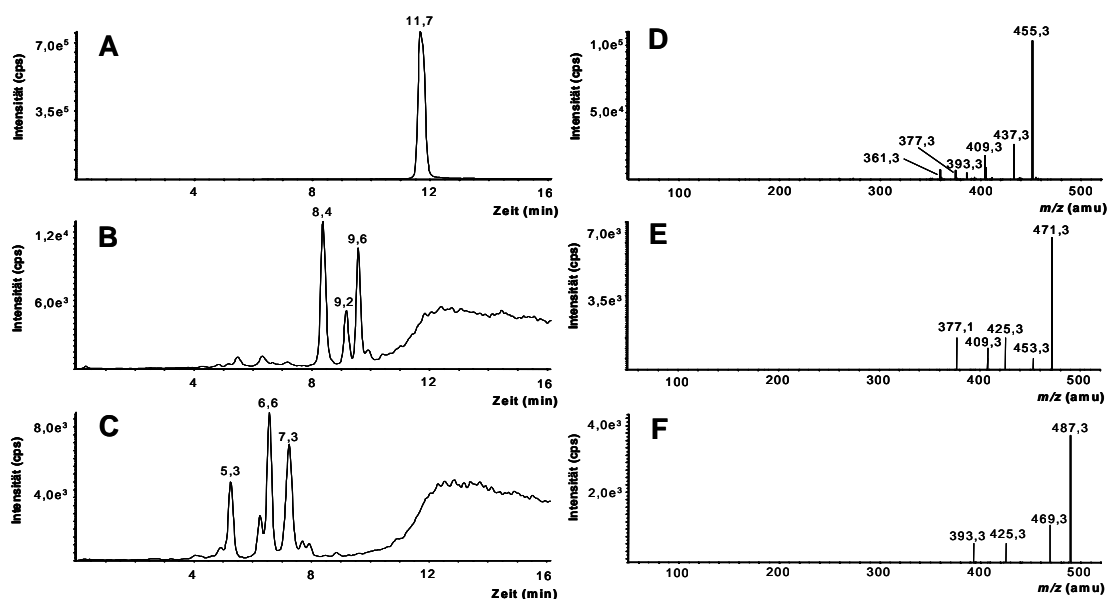 A
11,7
7,0e⁵
3,5e⁵
Intensität (cps)
4 8 12 16
Zeit (min)
D
455,3
1,0e⁵
5,0e⁴
Intensität (cps)
437,3
409,3
377,3
393,3
361,3
100 200 300 400 500
m/z (amu)
B
8,4
9,6
9,2
1,2e⁴
6,0e³
Intensität (cps)
4 8 12 16
Zeit (min)
E
471,3
7,0e³
3,5e³
Intensität (cps)
377,1
425,3
409,3
453,3
100 200 300 400 500
m/z (amu)
C
6,6
7,3
5,3
8,0e³
4,0e³
Intensität (cps)
4 8 12 16
Zeit (min)
F
487,3
4,0e³
2,0e³
Intensität (cps)
469,3
393,3
425,3
100 200 300 400 500
m/z (amu)